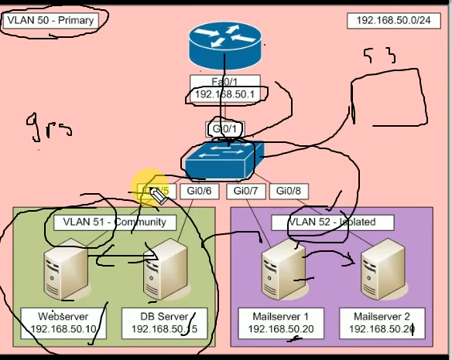 VLAN 50 - Primary
192.168.50.0/24
53
Fa0/1
192.168.50.1
Gi0/1
Gi0/6
Gi0/7
Gi0/8
VLAN 51 - Community
VLAN 52 - Isolated
Webserver
192.168.50.10
DB Server
192.168.50.15
Mailserver 1
192.168.50.20
Mailserver 2